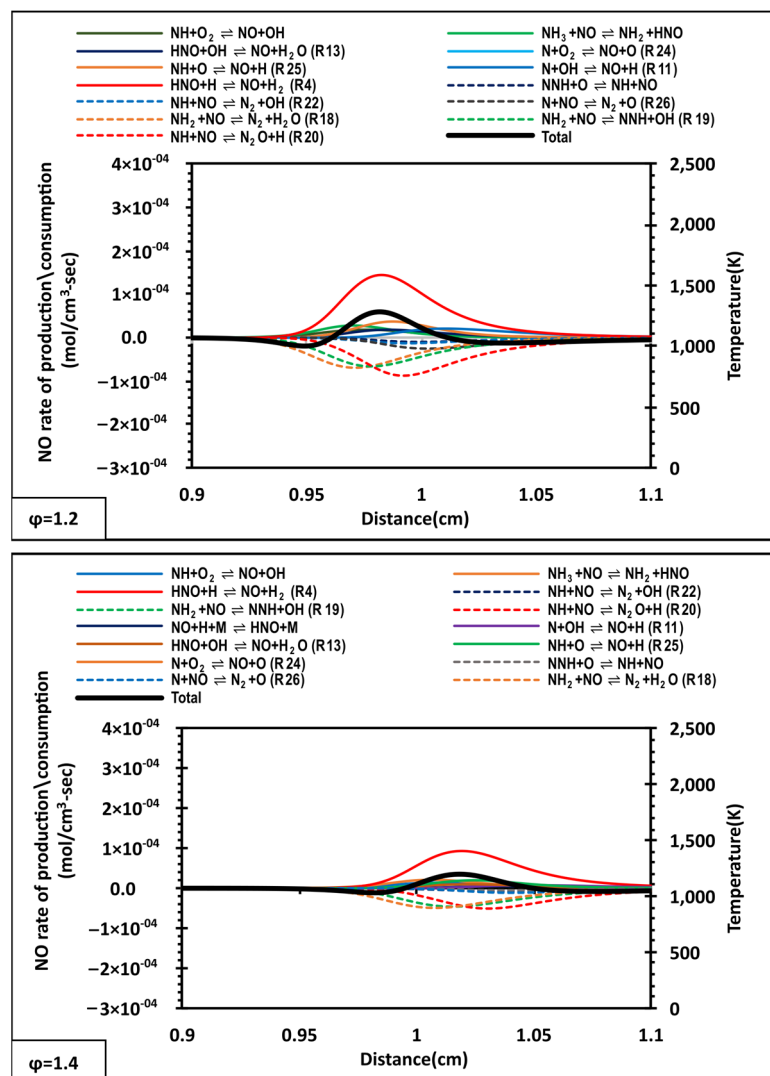 NH+O₂ ⇌ NO+OH
NH₃+NO ⇌ NH₂+HNO
HNO+OH ⇌ NO+H₂O (R13)
N+O₂ ⇌ NO+O (R24)
NH+O ⇌ NO+H (R25)
N+OH ⇌ NO+H (R11)
HNO+H ⇌ NO+H₂ (R4)
NNH+O ⇌ NH+NO
NH+NO ⇌ N₂+OH (R22)
N+NO ⇌ N₂+O (R26)
NH₂+NO ⇌ N₂+H₂O (R18)
NH₂+NO ⇌ NNH+OH (R19)
NH+NO ⇌ N₂O+H (R20)
Total
NO rate of production\consumption
(mol/cm³-sec)
4×10⁻⁰⁴
3×10⁻⁰⁴
2×10⁻⁰⁴
1×10⁻⁰⁴
0.0
−1×10⁻⁰⁴
−2×10⁻⁰⁴
−3×10⁻⁰⁴
2,500
2,000
1,500
1,000
500
0
Temperature(K)
0.9 0.95 1 1.05 1.1
Distance(cm)
φ=1.2
NH+O₂ ⇌ NO+OH
NH₃+NO ⇌ NH₂+HNO
HNO+H ⇌ NO+H₂ (R4)
NH+NO ⇌ N₂+OH (R22)
NH₂+NO ⇌ NNH+OH (R19)
NH+NO ⇌ N₂O+H (R20)
NO+H+M ⇌ HNO+M
N+OH ⇌ NO+H (R11)
HNO+OH ⇌ NO+H₂O (R13)
NH+O ⇌ NO+H (R25)
N+O₂ ⇌ NO+O (R24)
NNH+O ⇌ NH+NO
N+NO ⇌ N₂+O (R26)
NH₂+NO ⇌ N₂+H₂O (R18)
Total
NO rate of production\consumption
(mol/cm³-sec)
4×10⁻⁰⁴
3×10⁻⁰⁴
2×10⁻⁰⁴
1×10⁻⁰⁴
0.0
−1×10⁻⁰⁴
−2×10⁻⁰⁴
−3×10⁻⁰⁴
2,500
2,000
1,500
1,000
500
0
Temperature(K)
0.9 0.95 1 1.05 1.1
Distance(cm)
φ=1.4